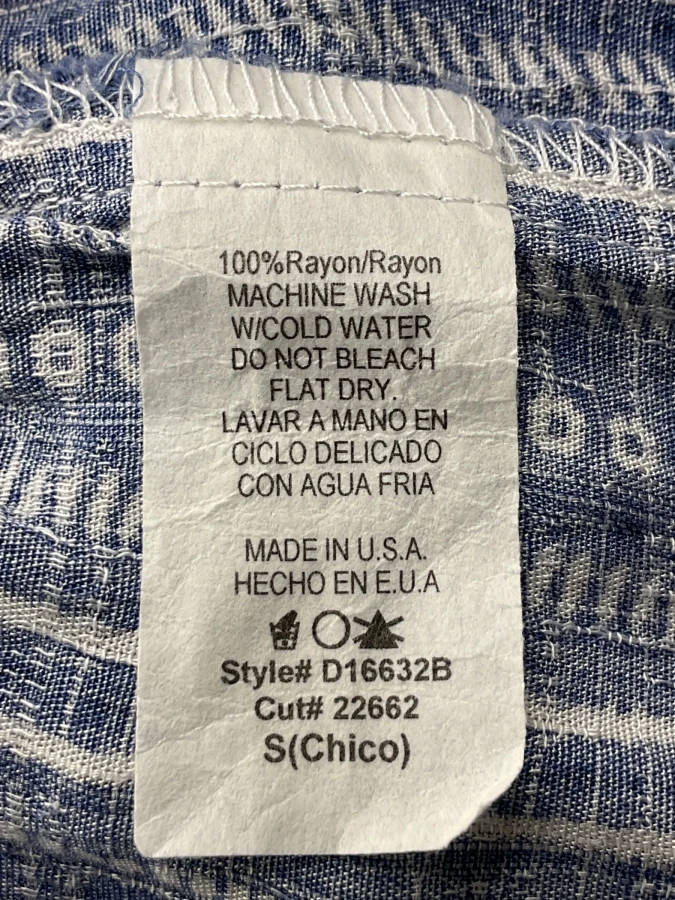 100%Rayon/Rayon
MACHINE WASH
W/COLD WATER
DO NOT BLEACH
FLAT DRY.
LAVAR A MANO EN
CICLO DELICADO
CON AGUA FRIA
MADE IN U.S.A.
HECHO EN E.U.A
Style# D16632B
Cut# 22662
S(Chico)